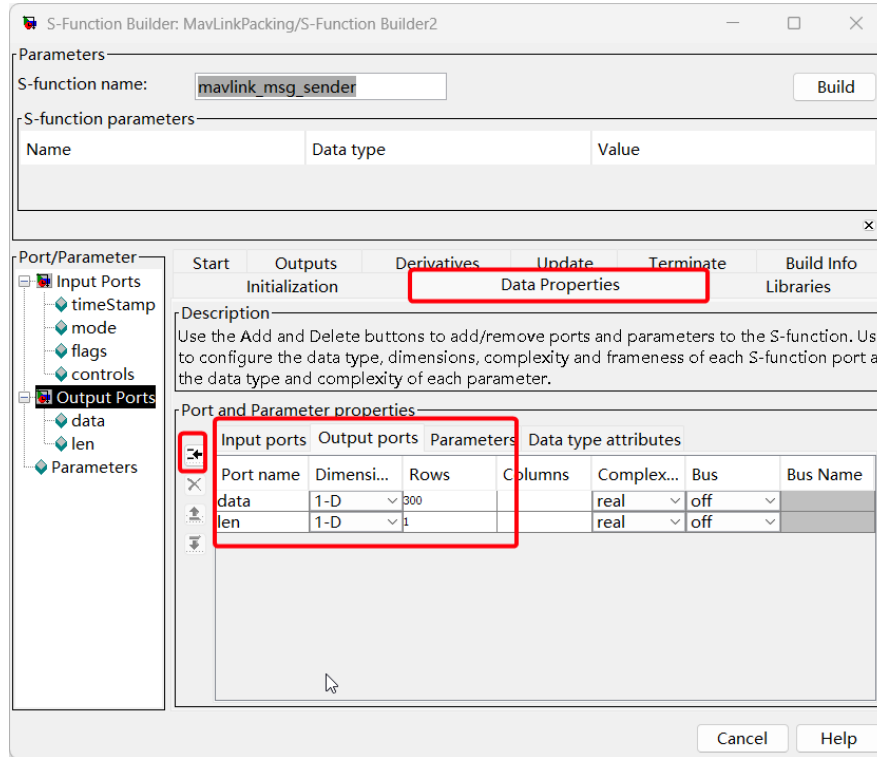 S-Function Builder: MavLinkPacking/S-Function Builder2
Parameters
S-function name: mavlink_msg_sender Build
S-function parameters
Name Data type Value
Port/Parameter
Input Ports
timeStamp
mode
flags
controls
Output Ports
data
len
Parameters
Start Outputs Derivatives Update Terminate Build Info
Initialization Data Properties Libraries
Description
Use the Add and Delete buttons to add/remove ports and parameters to the S-function. Us
to configure the data type, dimensions, complexity and frameness of each S-function port a
the data type and complexity of each parameter.
Port and Parameter properties
Input ports Output ports Parameters Data type attributes
Port name Dimensi... Rows Columns Complex... Bus Bus Name
data 1-D 300 real off
len 1-D 1 real off
Cancel Help